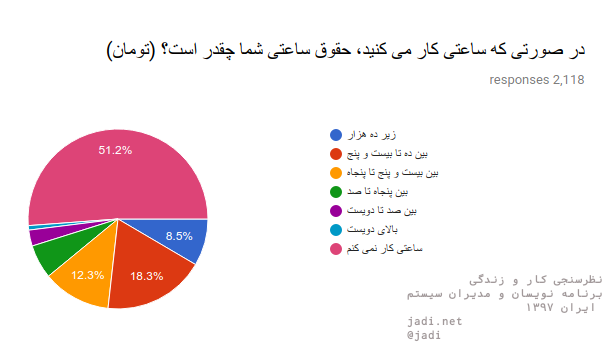 در صورتی که ساعتی کار می کنید، حقوق ساعتی شما چقدر است؟ (تومان)
2,118 responses
زیر ده هزار
بین ده تا بیست و پنج
بین بیست و پنج تا پنجاه
بین پنجاه تا صد
بین صد تا دویست
بالای دویست
ساعتی کار نمی کنم
51.2%
8.5%
18.3%
12.3%
نظرسنجی کار و زندگی
برنامه نویسان و مدیران سیستم
ایران ۱۳۹۷
jadi.net
@jadi